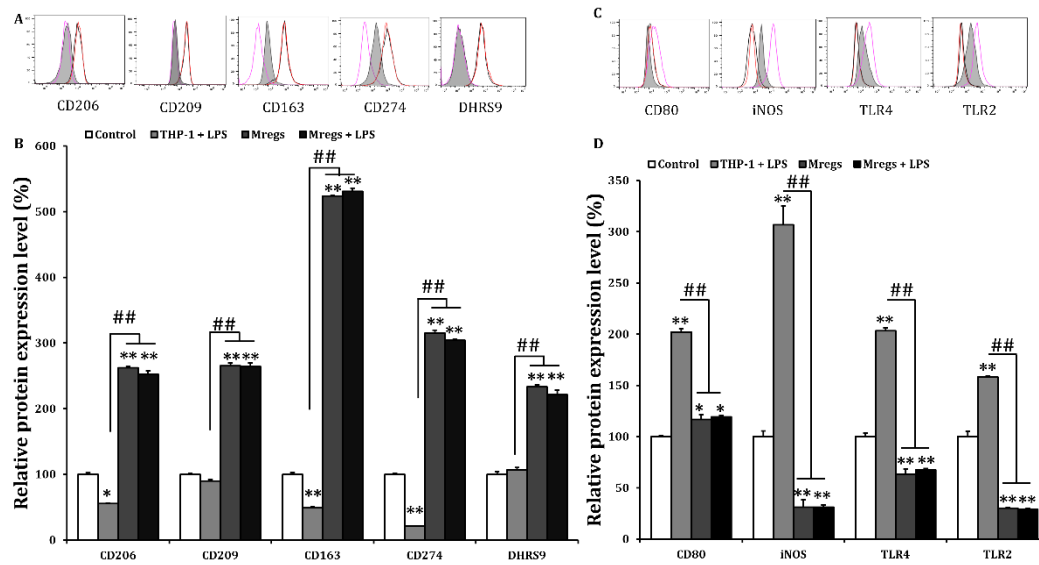 A
CD206 CD209 CD163 CD274 DHRS9
B
Control THP-1 + LPS Mregs Mregs + LPS
Relative protein expression level (%)
600
500
400
300
200
100
0
##
##
##
##
##
* ** **
** **
** ** **
** ** **
** **
CD206 CD209 CD163 CD274 DHRS9
C
CD80 iNOS TLR4 TLR2
D
Control THP-1 + LPS Mregs Mregs + LPS
Relative protein expression level (%)
350
300
250
200
150
100
50
0
##
##
##
##
** * *
** ** **
** ** **
** ** **
CD80 iNOS TLR4 TLR2